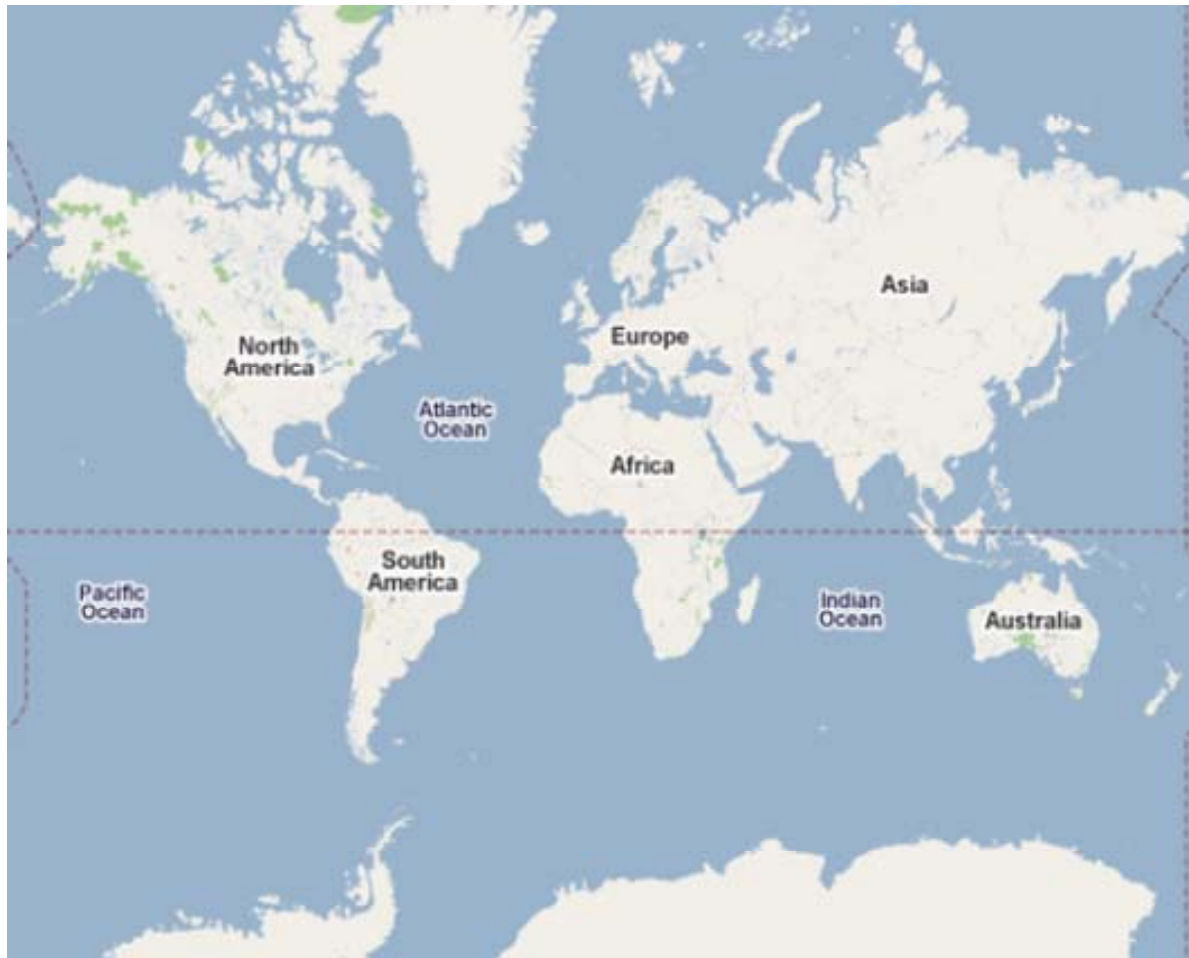 Asia
Europe
North
America
Atlantic
Ocean
Africa
South
America
Pacific
Ocean
Indian
Ocean
Australia